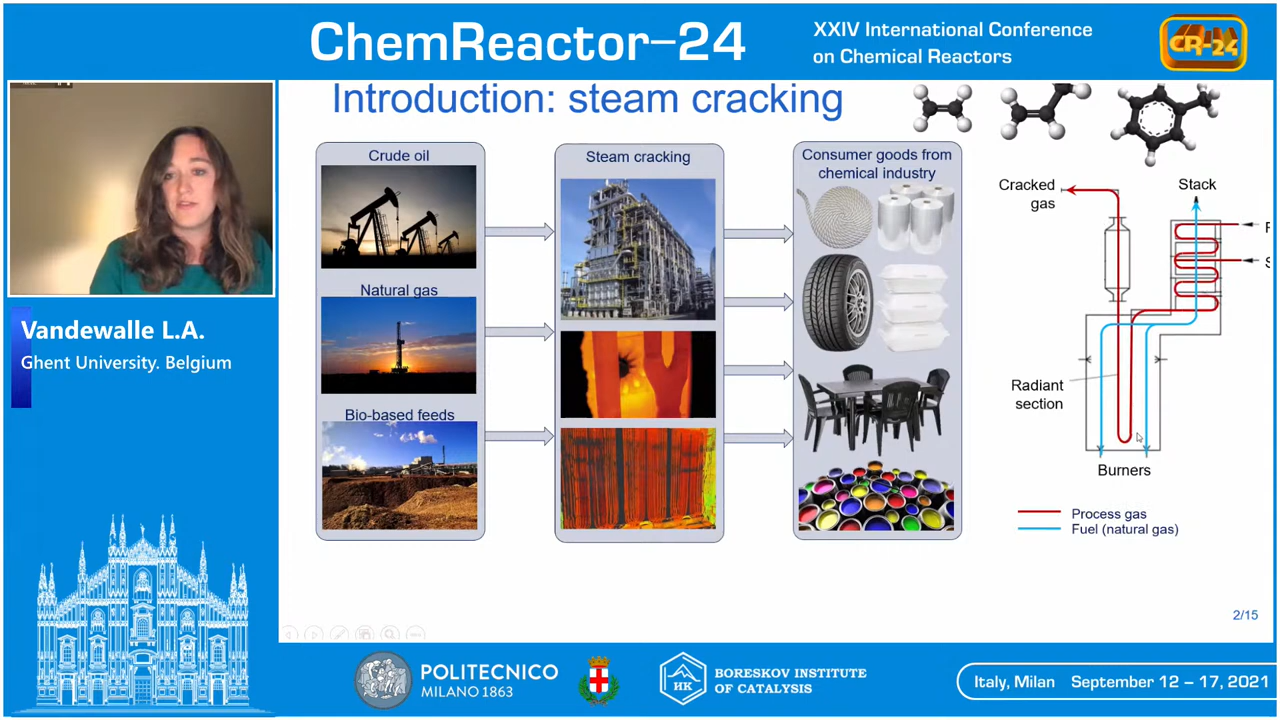 ChemReactor–24
XXIV International Conference
on Chemical Reactors
CR-24
Vandewalle L.A.
Ghent University. Belgium
Introduction: steam cracking
Crude oil
Natural gas
Bio-based feeds
Steam cracking
Consumer goods from
chemical industry
Cracked
gas
Stack
Radiant
section
Burners
Process gas
Fuel (natural gas)
2/15
POLITECNICO
MILANO 1863
HK
BORESKOV INSTITUTE
OF CATALYSIS
Italy, Milan September 12 – 17, 2021